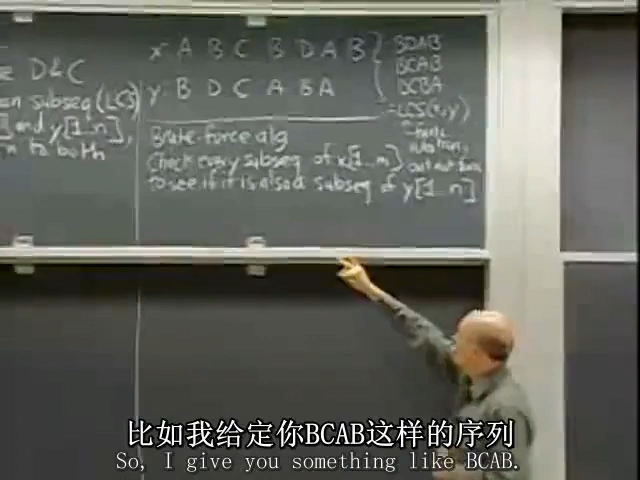 D&C
x: A B C B D A B
BDAB
BCAB
BCBA
= LCS(x,y)
subseq (LCS)
y: B D C A B A
] and y[1...n],
to both
Brute-force alg
Check every subseq of x[1...m]
to see if it is also a subseq of y[1...n]
比如我给定你BCAB这样的序列
So, I give you something like BCAB.